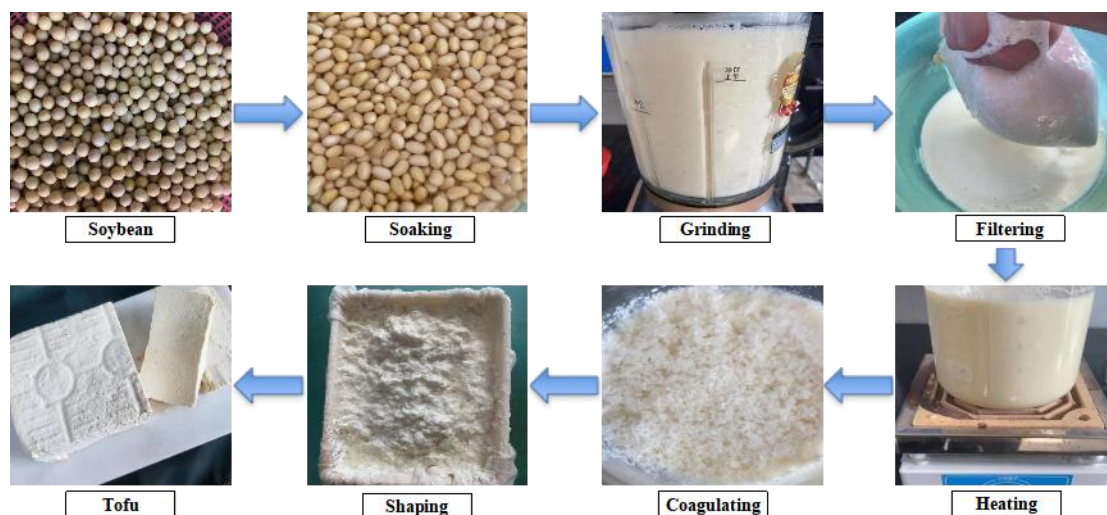 Soybean
Soaking
Grinding
Filtering
Heating
Coagulating
Shaping
Tofu